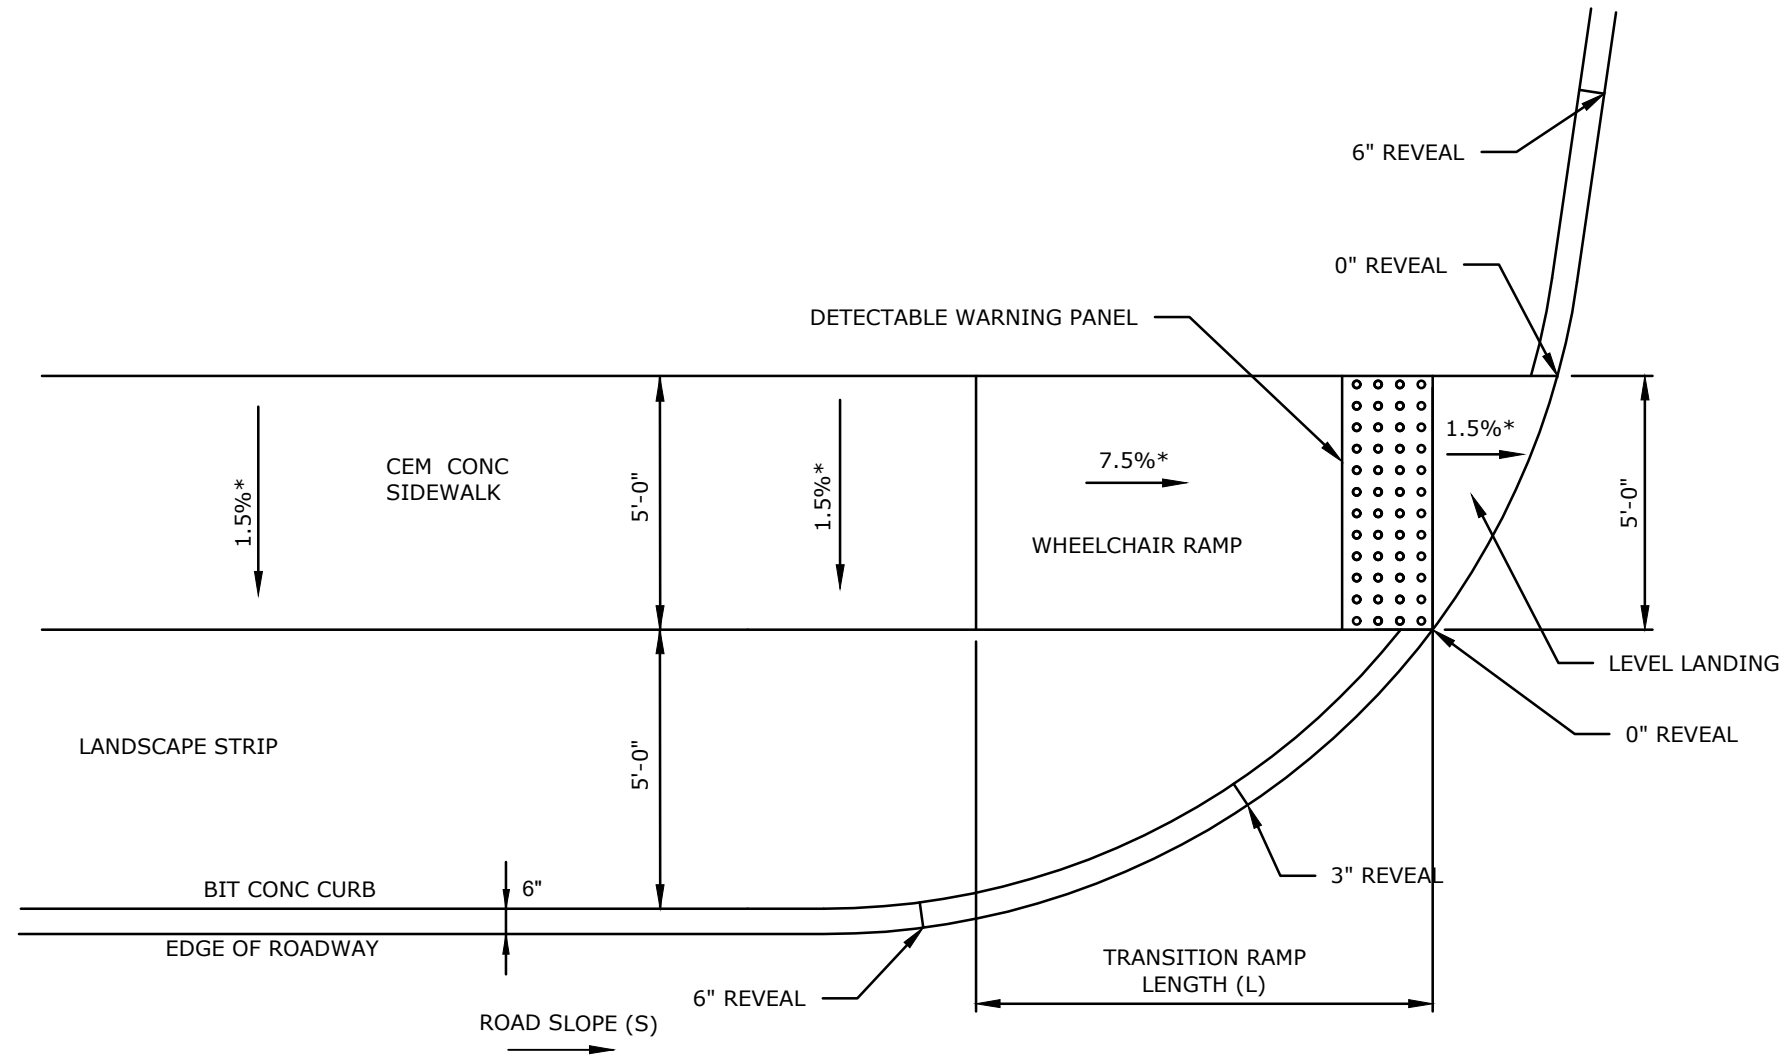 6" REVEAL
0" REVEAL
DETECTABLE WARNING PANEL
1.5%*
CEM CONC
SIDEWALK
5'-0"
1.5%*
7.5%*
WHEELCHAIR RAMP
1.5%*
5'-0"
LEVEL LANDING
0" REVEAL
LANDSCAPE STRIP
5'-0"
3" REVEAL
BIT CONC CURB
6"
EDGE OF ROADWAY
TRANSITION RAMP
LENGTH (L)
6" REVEAL
ROAD SLOPE (S)